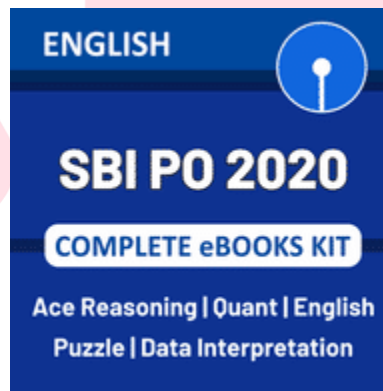 ENGLISH
SBI PO 2020
COMPLETE eBOOKS KIT
Ace Reasoning | Quant | English
Puzzle | Data Interpretation